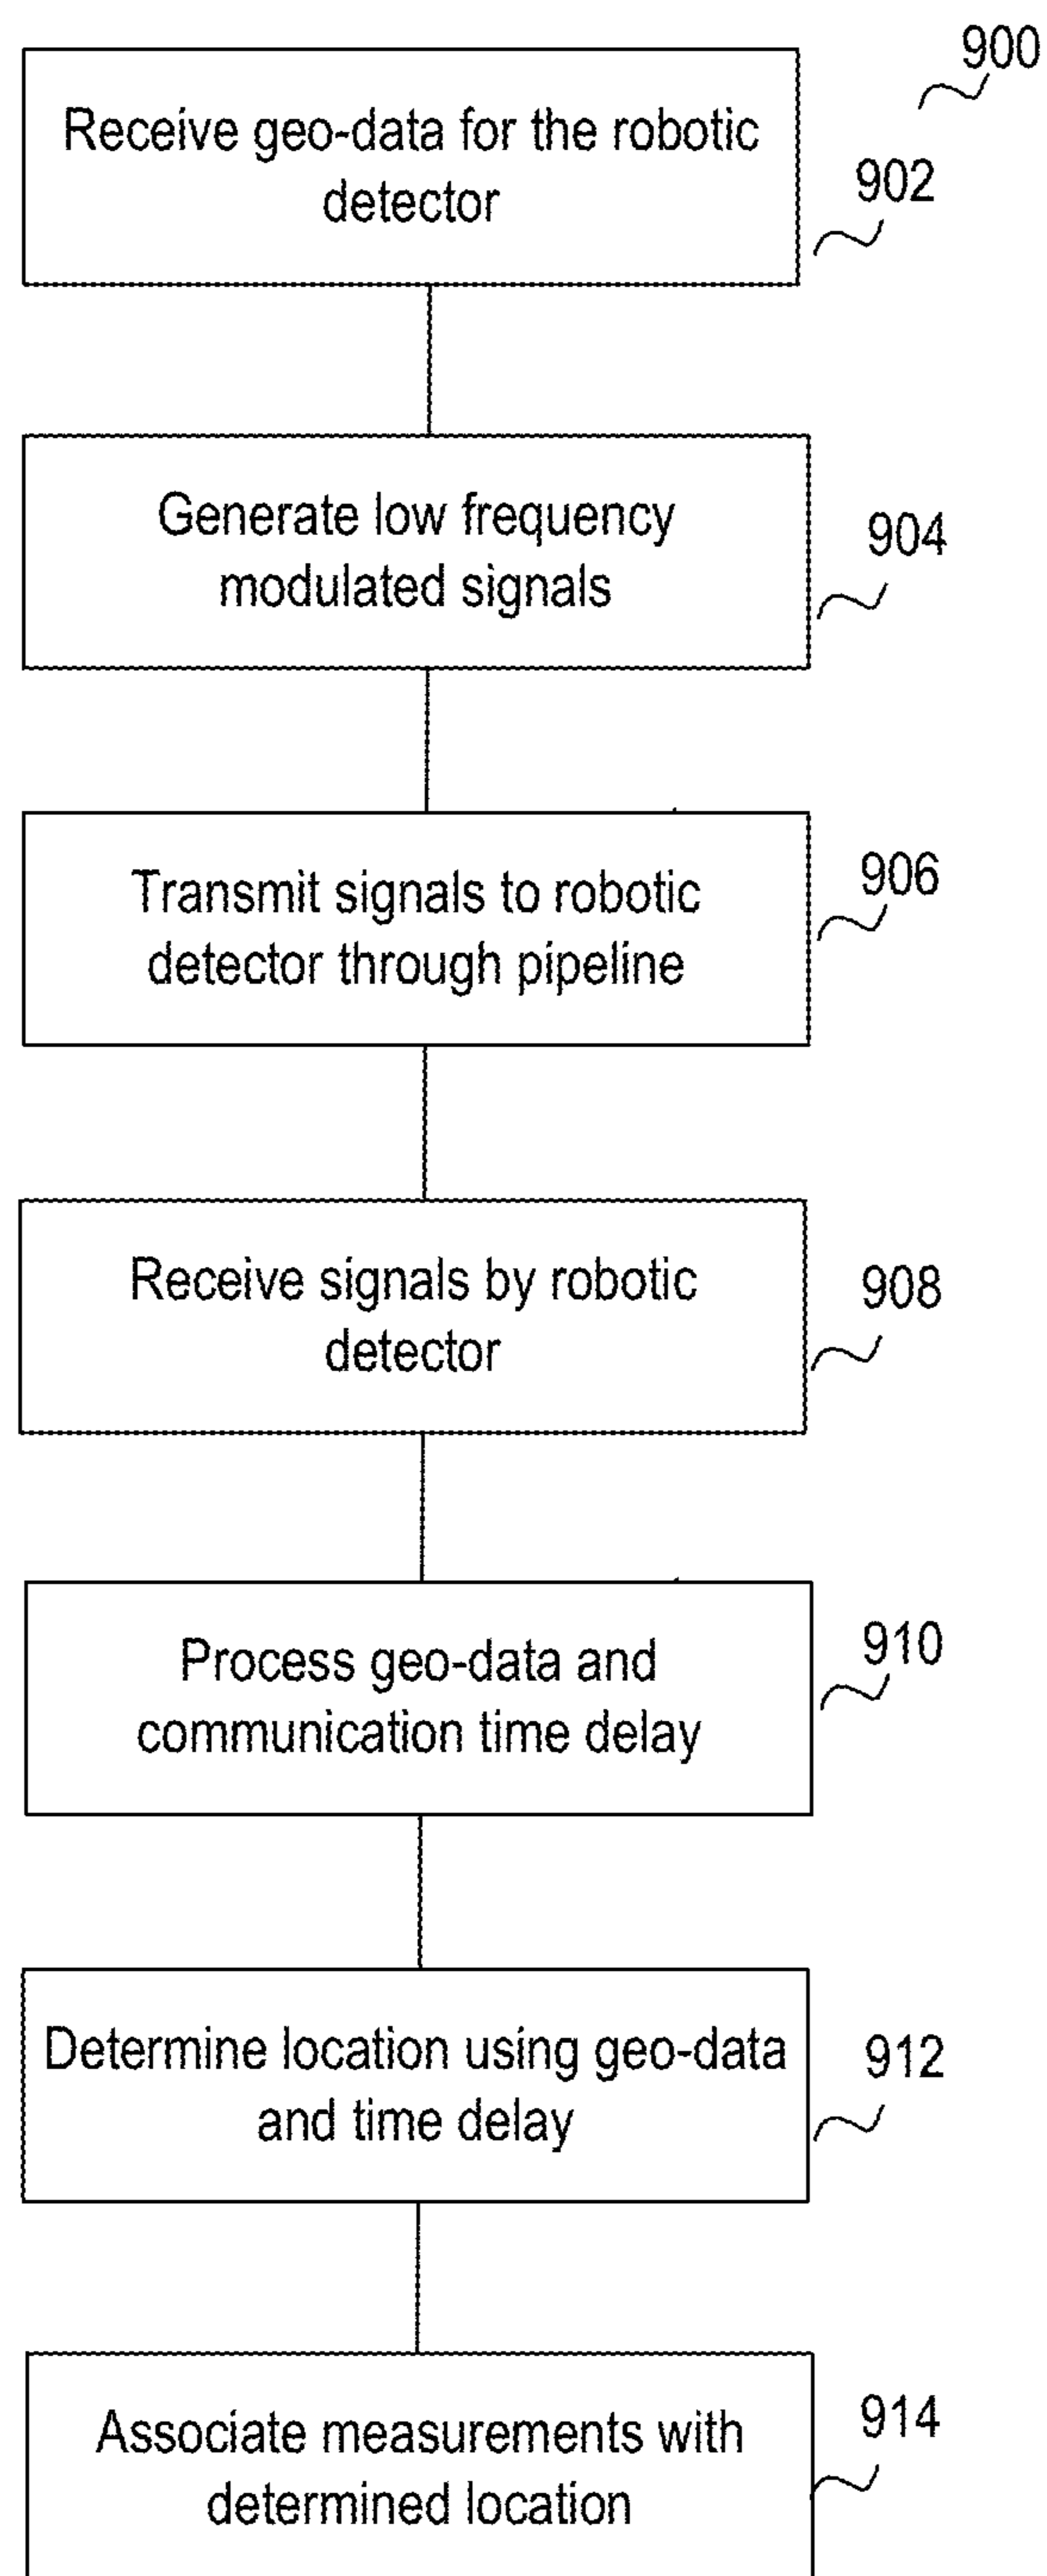 900
Receive geo-data for the robotic
detector
902
Generate low frequency
modulated signals
904
Transmit signals to robotic
detector through pipeline
906
Receive signals by robotic
detector
908
Process geo-data and
communication time delay
910
Determine location using geo-data
and time delay
912
Associate measurements with
determined location
914